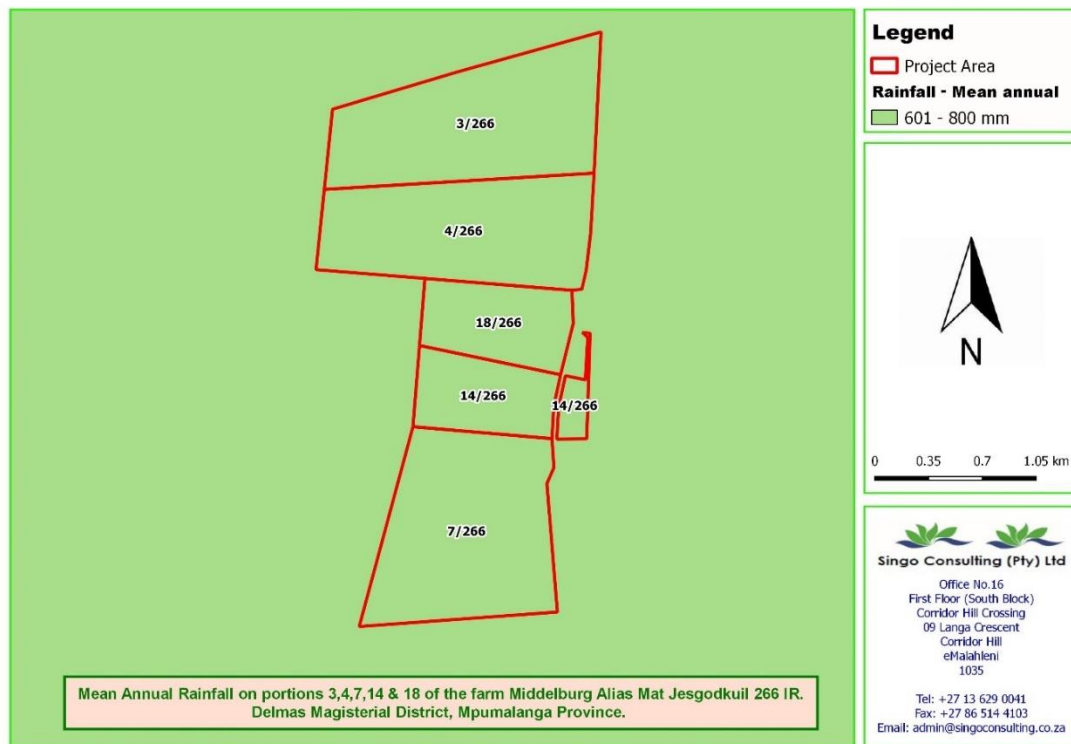 3/266
4/266
18/266
14/266
14/266
7/266
Mean Annual Rainfall on portions 3,4,7,14 & 18 of the farm Middelburg Alias Mat Jesgodkuil 266 IR.
Delmas Magisterial District, Mpumalanga Province.
Legend
Project Area
Rainfall - Mean annual
601 - 800 mm
N
0 0.35 0.7 1.05 km
Singo Consulting (Pty) Ltd
Office No.16
First Floor (South Block)
Corridor Hill Crossing
09 Langa Crescent
Corridor Hill
eMalahleni
1035
Tel: +27 13 629 0041
Fax: +27 86 514 4103
Email: admin@singoconsulting.co.za